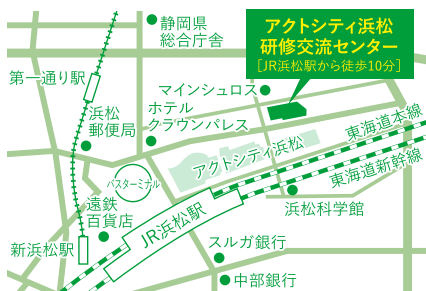 静岡県
総合庁舎
アクトシティ浜松
研修交流センター
[JR浜松駅から徒歩10分]
第一通り駅
マインシュロス
浜松
郵便局
ホテル
クラウンパレス
東海道本線
アクトシティ浜松
東海道新幹線
バスターミナル
遠鉄
百貨店
JR浜松駅
浜松科学館
新浜松駅
スルガ銀行
中部銀行